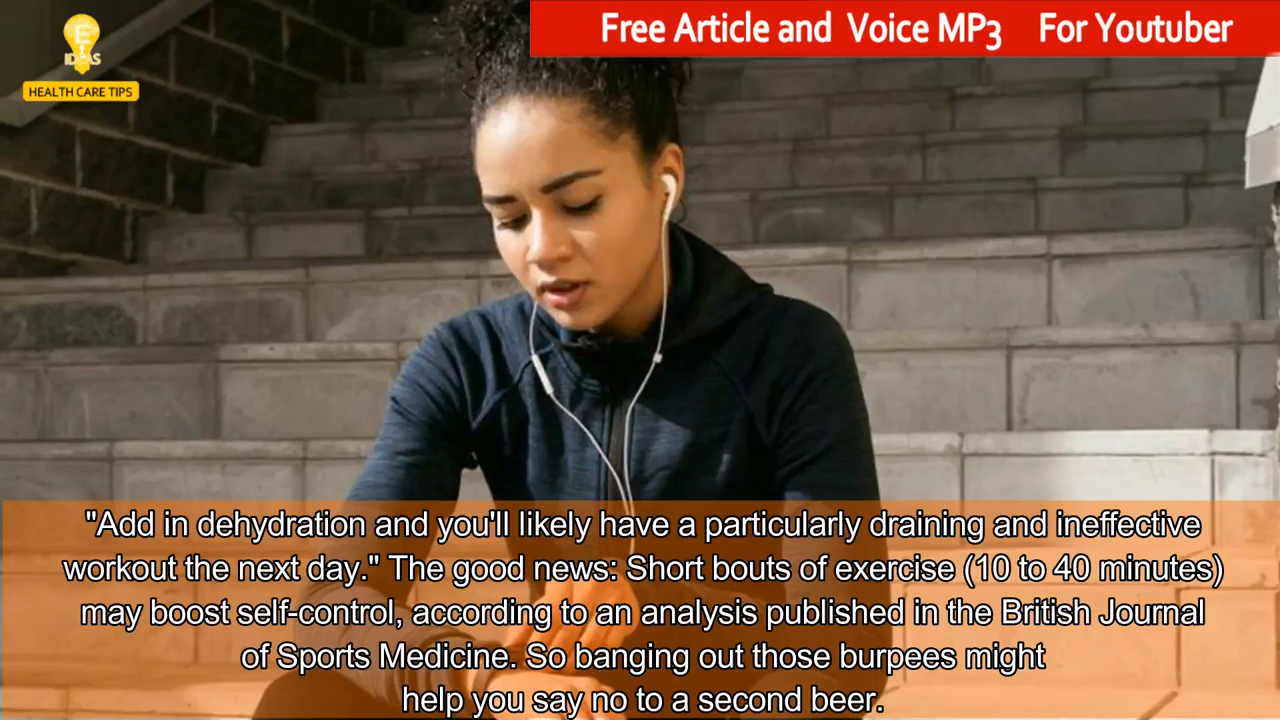 Free Article and Voice MP3 For Youtuber
E
IDEAS
HEALTH CARE TIPS
"Add in dehydration and you'll likely have a particularly draining and ineffective
workout the next day." The good news: Short bouts of exercise (10 to 40 minutes)
may boost self-control, according to an analysis published in the British Journal
of Sports Medicine. So banging out those burpees might
help you say no to a second beer.